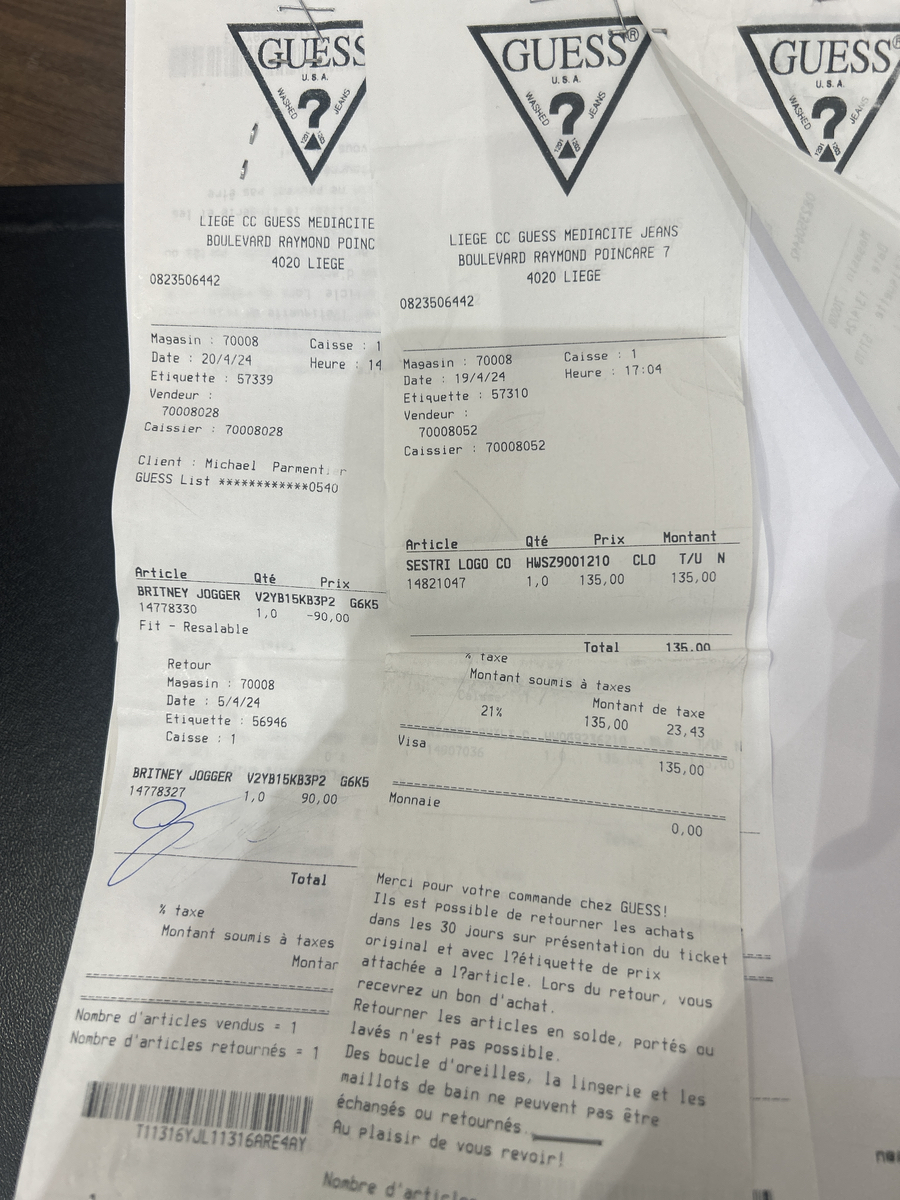 GUESS
U.S.A.
WASHED
?
JEANS
LIEGE CC GUESS MEDIACITE
BOULEVARD RAYMOND POINC
4020 LIEGE
0823506442
Magasin : 70008 Caisse : 1
Date : 20/4/24 Heure : 14
Etiquette : 57339
Vendeur :
70008028
Caissier : 70008028
Client : Michael Parmentier
GUESS List ************0540
Article Qté Prix
BRITNEY JOGGER V2YB15KB3P2 G6K5
14778330 1,0 -90,00
Fit - Resalable
Retour
Magasin : 70008
Date : 5/4/24
Etiquette : 56946
Caisse : 1
BRITNEY JOGGER V2YB15KB3P2 G6K5
14778327 1,0 90,00
Total
% taxe
Montant soumis à taxes
Montar
Nombre d'articles vendus = 1
Nombre d'articles retournés = 1
T11316YJL11316ARE4AY
GUESS®
U.S.A.
WASHED
?
JEANS
LIEGE CC GUESS MEDIACITE JEANS
BOULEVARD RAYMOND POINCARE 7
4020 LIEGE
0823506442
Magasin : 70008 Caisse : 1
Date : 19/4/24 Heure : 17:04
Etiquette : 57310
Vendeur :
70008052
Caissier : 70008052
Article Qté Prix Montant
SESTRI LOGO CO HWSZ9001210 CLO T/U N
14821047 1,0 135,00 135,00
Total 135,00
% taxe
Montant soumis à taxes
Montant de taxe
21% 135,00 23,43
Visa
135,00
Monnaie
0,00
Merci pour votre commande chez GUESS!
Ils est possible de retourner les achats
dans les 30 jours sur présentation du ticket
original et avec l?étiquette de prix
attachée a l?article. Lors du retour, vous
recevrez un bon d'achat.
Retourner les articles en solde, portés ou
lavés n'est pas possible.
Des boucle d'oreilles, la lingerie et les
maillots de bain ne peuvent pas être
échangés ou retournés.
Au plaisir de vous revoir!
Nombre d'articles
GUESS®
U.S.A.
WASHED
?
JEANS